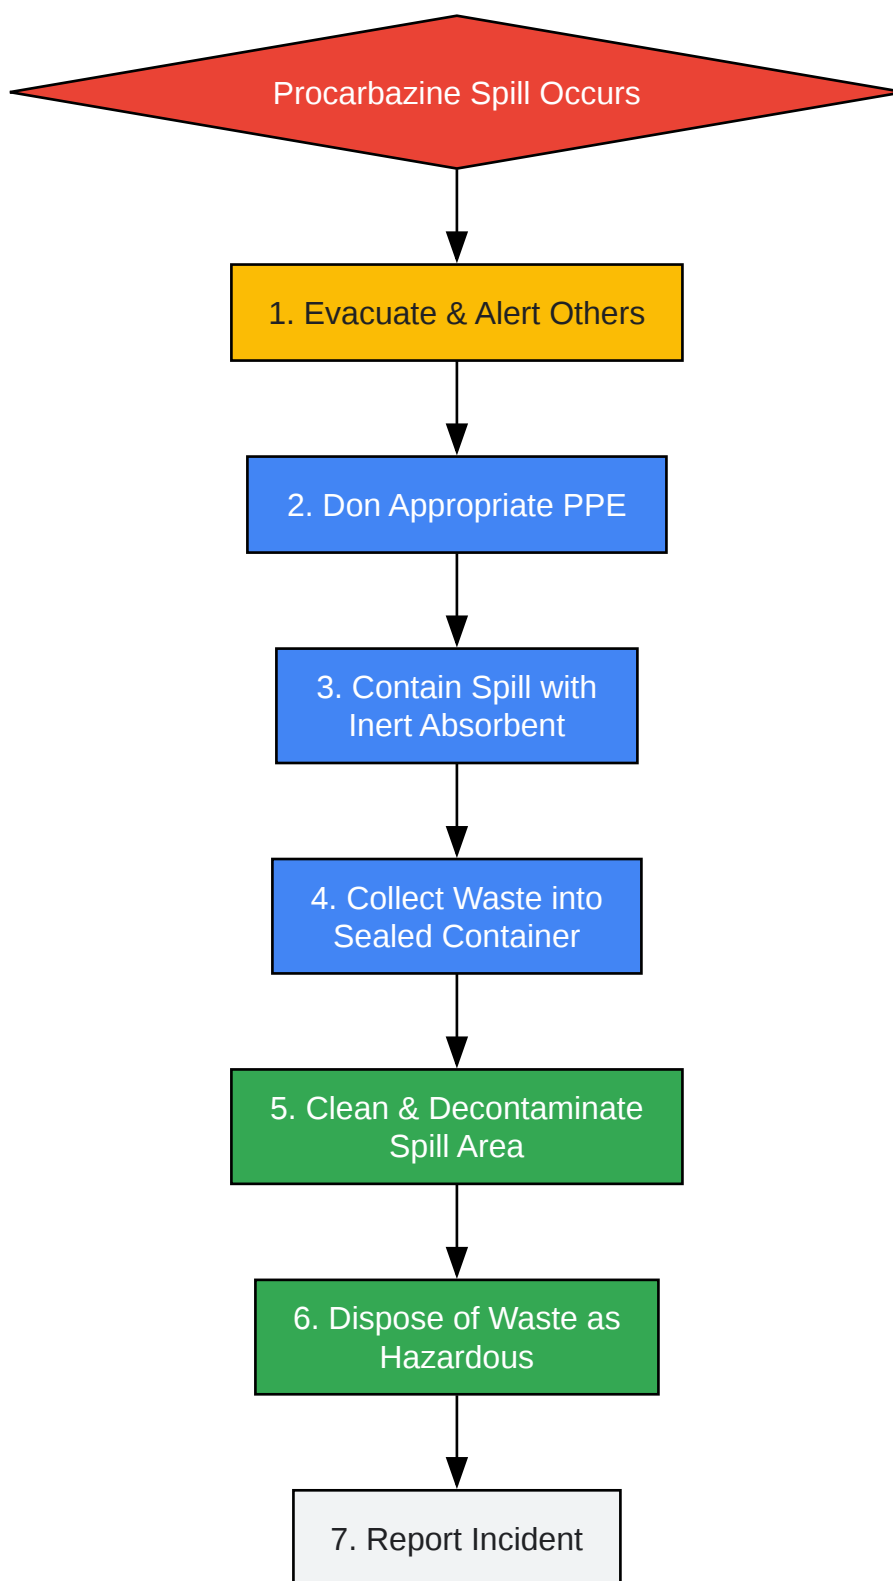 Procarbazine Spill Occurs
1. Evacuate & Alert Others
2. Don Appropriate PPE
3. Contain Spill with
Inert Absorbent
4. Collect Waste into
Sealed Container
5. Clean & Decontaminate
Spill Area
6. Dispose of Waste as
Hazardous
7. Report Incident